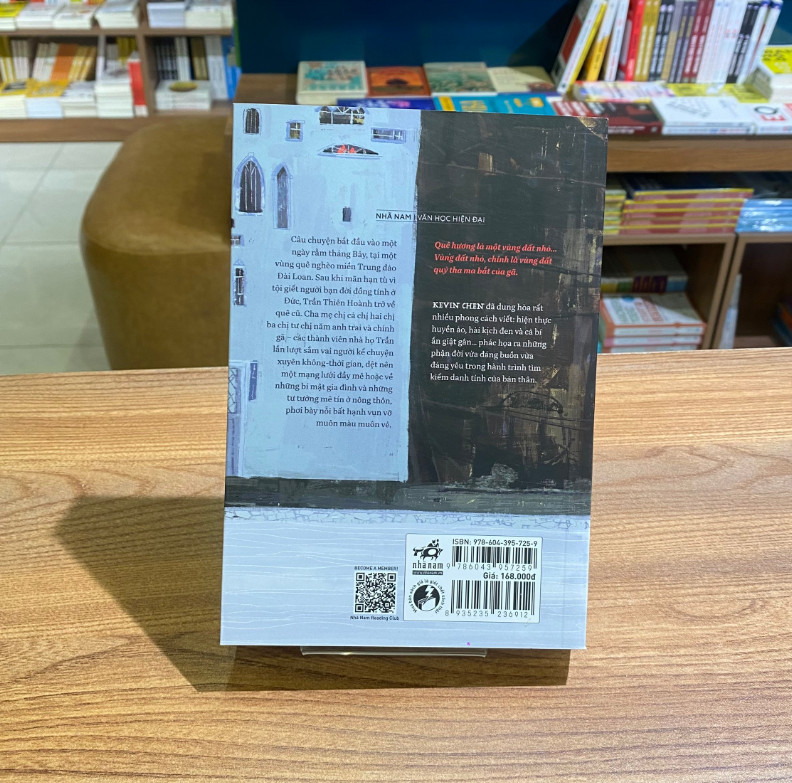 NHÃ NAM | VĂN HỌC HIỆN ĐẠI
Câu chuyện bắt đầu vào một
ngày rằm tháng Bảy, tại một
vùng quê nghèo miền Trung đảo
Đài Loan. Sau khi mãn hạn tù vì
tội giết người bạn đời đồng tính ở
Đức, Trần Thiên Hoành trở về
quê cũ. Cha mẹ chị cả chị hai chị
ba chị tư chị năm anh trai và chính
gã – các thành viên nhà họ Trần
lần lượt sắm vai người kể chuyện
xuyên không-thời gian, dệt nên
một mạng lưới đầy mê hoặc về
những bí mật gia đình và những
tư tưởng mê tín ở nông thôn,
phơi bày nỗi bất hạnh vụn vỡ
muôn màu muôn vẻ.
Quê hương là một vùng đất nhỏ...
Vùng đất nhỏ, chính là vùng đất
quỷ tha ma bắt của gã.
KEVIN CHEN đã dung hòa rất
nhiều phong cách viết: hiện thực
huyền ảo, hài kịch đen và cả bí
ẩn giật gân... phác họa ra những
phận đời vừa đáng buồn vừa
đáng yêu trong hành trình tìm
kiếm danh tính của bản thân.
BECOME A MEMBER!
Nhã Nam Reading Club
nhã nam
ISBN: 978-604-395-725-9
9 786043 957259
Giá: 168.000đ
8 935235 236912